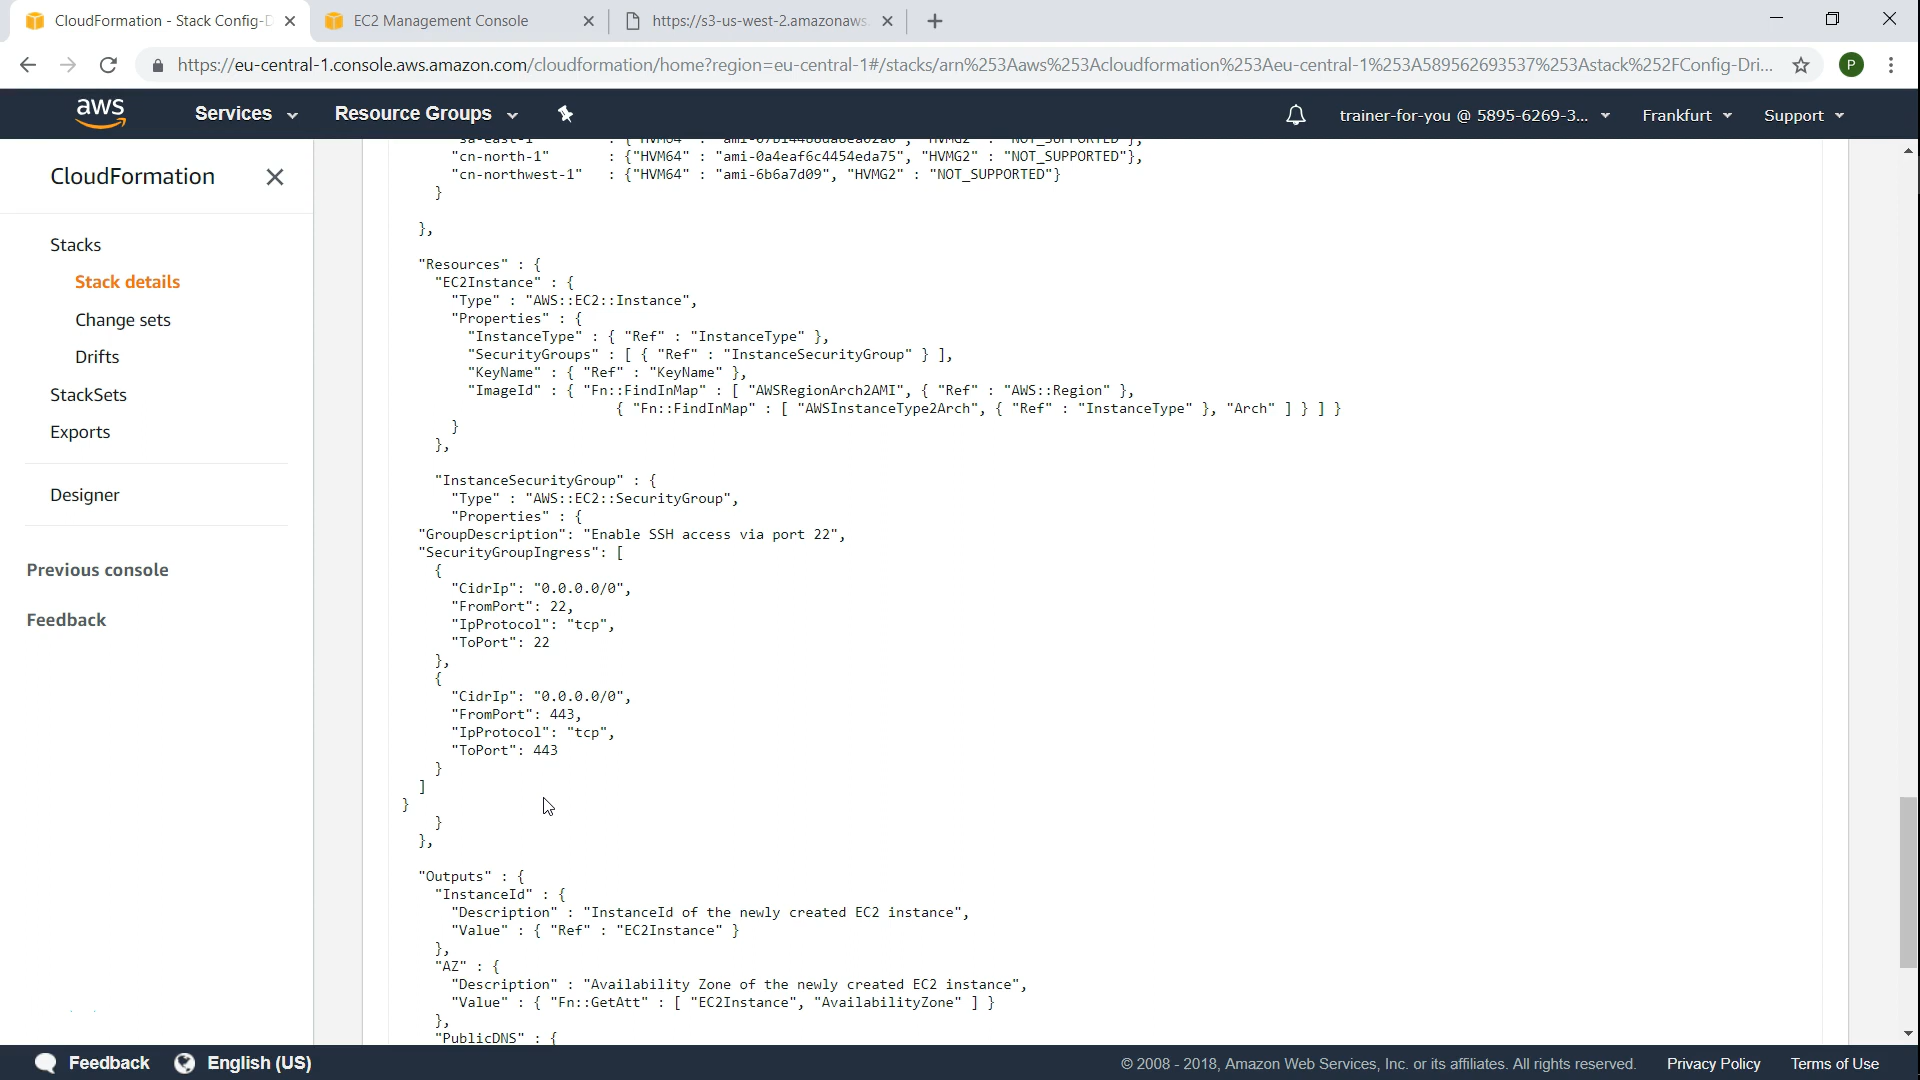 CloudFormation - Stack Config-D
EC2 Management Console
https://s3-us-west-2.amazonaws.
https://eu-central-1.console.aws.amazon.com/cloudformation/home?region=eu-central-1#/stacks/arn%253Aaws%253Acloudformation%253Aeu-central-1%253A589562693537%253Astack%252FConfig-Dri...
P
aws
Services
Resource Groups
trainer-for-you @ 5895-6269-3...
Frankfurt
Support
CloudFormation
Stacks
Stack details
Change sets
Drifts
StackSets
Exports
Designer
Previous console
Feedback
"cn-north-1" : {"HVM64" : "ami-0a4eaf6c4454eda75", "HVMG2" : "NOT_SUPPORTED"},
"cn-northwest-1" : {"HVM64" : "ami-6b6a7d09", "HVMG2" : "NOT_SUPPORTED"}
}
},
"Resources" : {
"EC2Instance" : {
"Type" : "AWS::EC2::Instance",
"Properties" : {
"InstanceType" : { "Ref" : "InstanceType" },
"SecurityGroups" : [ { "Ref" : "InstanceSecurityGroup" } ],
"KeyName" : { "Ref" : "KeyName" },
"ImageId" : { "Fn::FindInMap" : [ "AWSRegionArch2AMI", { "Ref" : "AWS::Region" },
{ "Fn::FindInMap" : [ "AWSInstanceType2Arch", { "Ref" : "InstanceType" }, "Arch" ] } ] }
}
},
"InstanceSecurityGroup" : {
"Type" : "AWS::EC2::SecurityGroup",
"Properties" : {
"GroupDescription": "Enable SSH access via port 22",
"SecurityGroupIngress": [
{
"CidrIp": "0.0.0.0/0",
"FromPort": 22,
"IpProtocol": "tcp",
"ToPort": 22
},
{
"CidrIp": "0.0.0.0/0",
"FromPort": 443,
"IpProtocol": "tcp",
"ToPort": 443
}
]
}
}
},
"Outputs" : {
"InstanceId" : {
"Description" : "InstanceId of the newly created EC2 instance",
"Value" : { "Ref" : "EC2Instance" }
},
"AZ" : {
"Description" : "Availability Zone of the newly created EC2 instance",
"Value" : { "Fn::GetAtt" : [ "EC2Instance", "AvailabilityZone" ] }
},
"PublicDNS" : {
Feedback
English (US)
© 2008 - 2018, Amazon Web Services, Inc. or its affiliates. All rights reserved.
Privacy Policy
Terms of Use